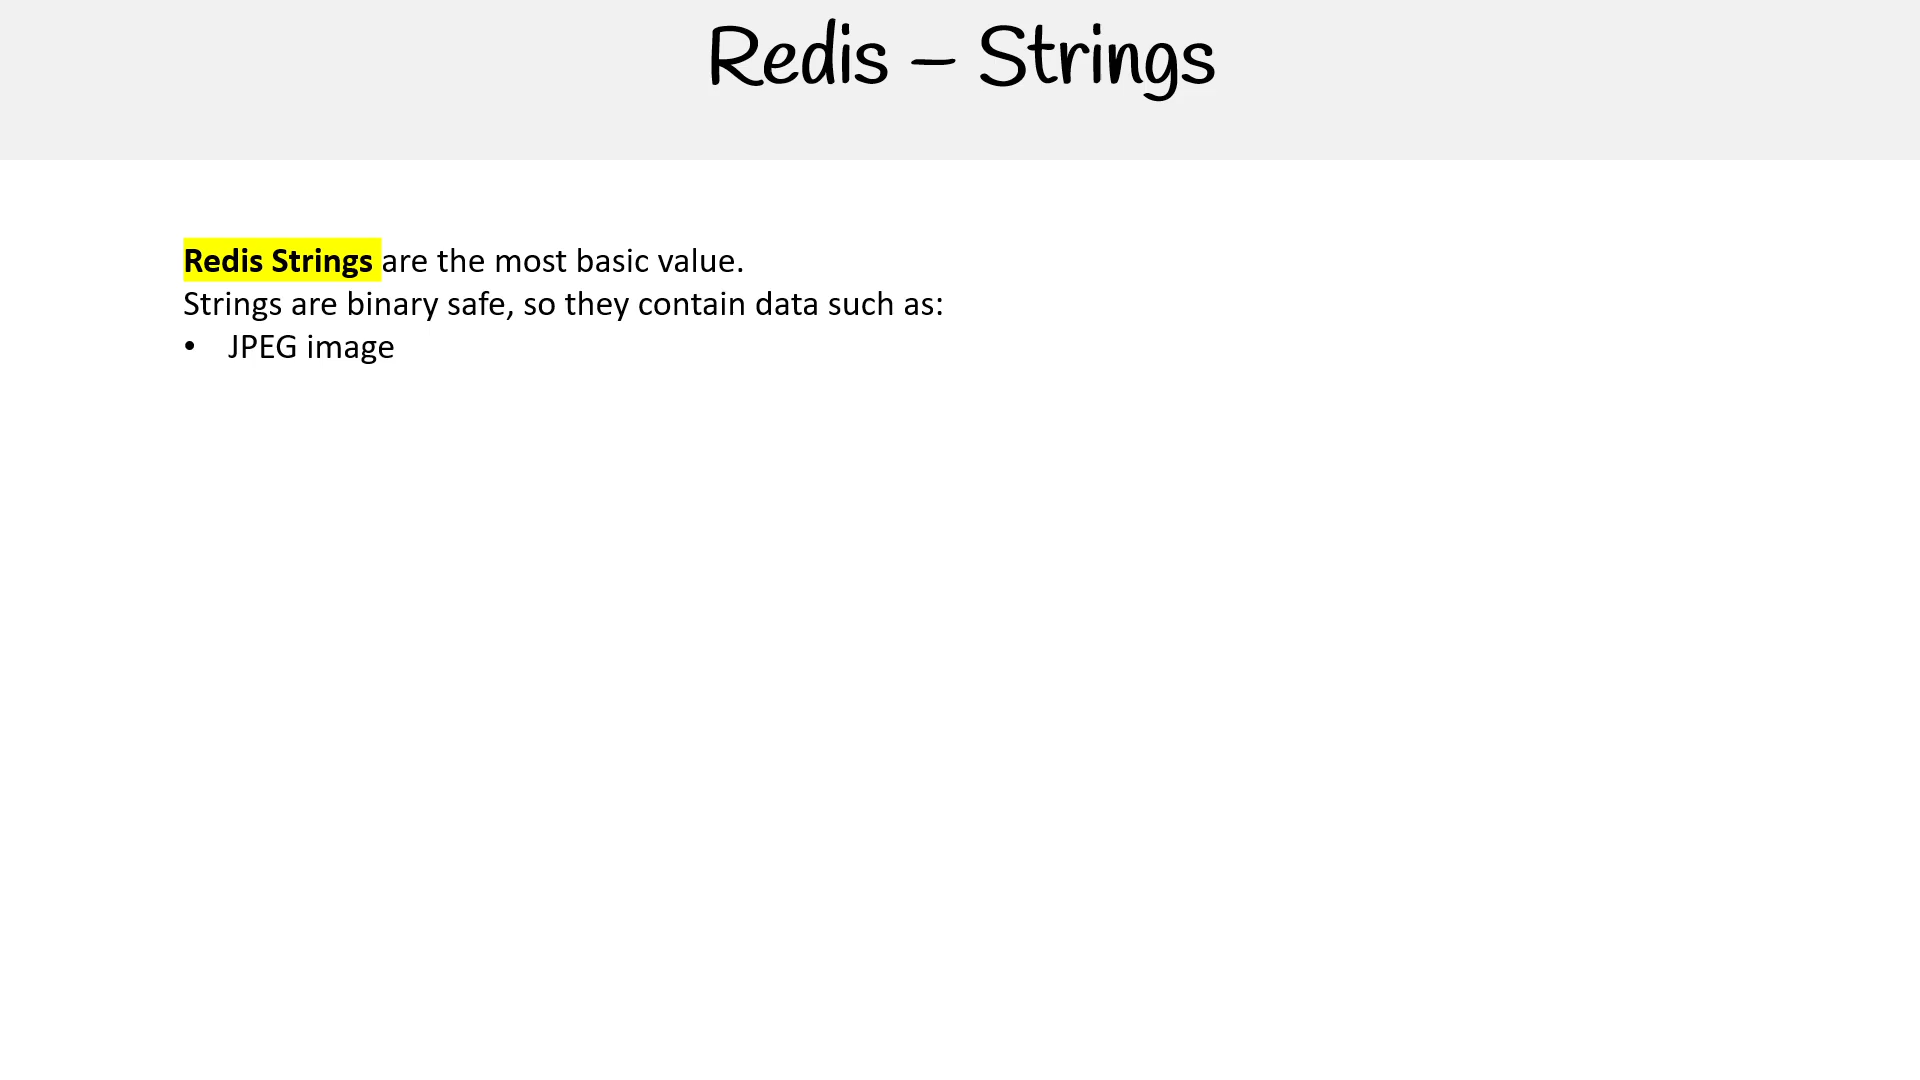 Redis – Strings
Redis Strings are the most basic value.
Strings are binary safe, so they contain data such as:
• JPEG image